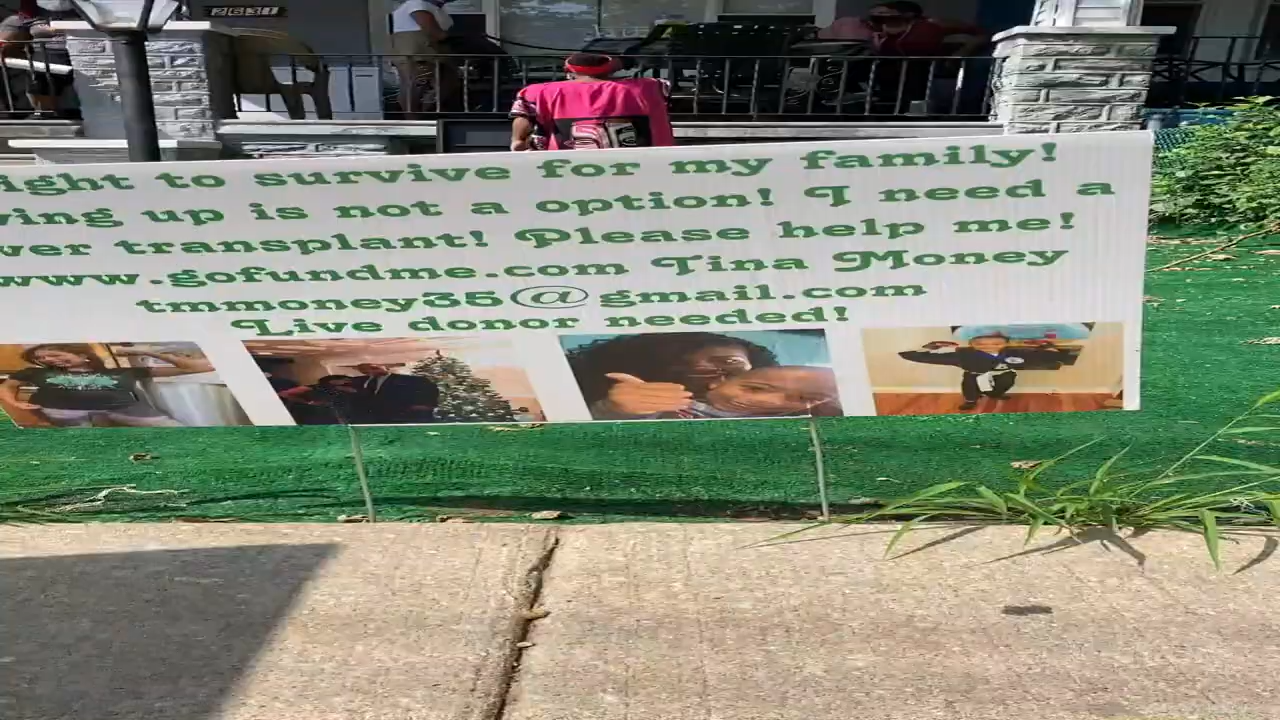 2631
ight to survive for my family!
ving up is not a option! I need a
ver transplant! Please help me!
www.gofundme.com Tina Money
tmmoney35@gmail.com
Live donor needed!